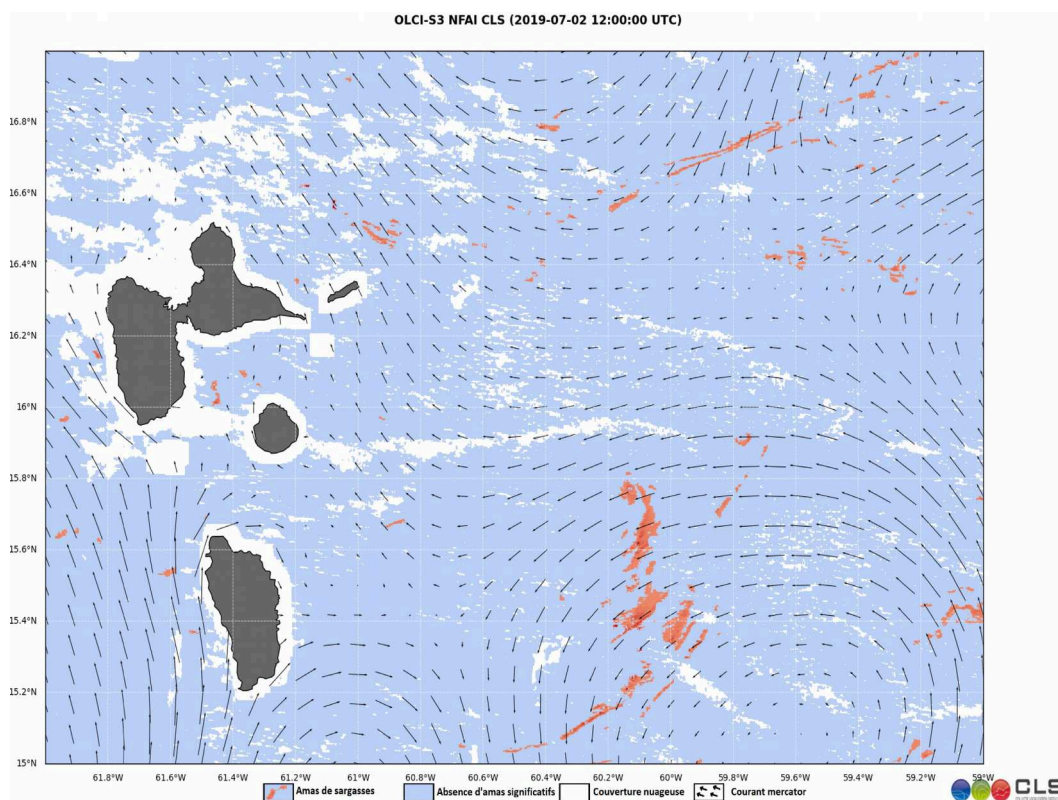 OLCI-S3 NFAI CLS (2019-07-02 12:00:00 UTC)
16.8°N
16.6°N
16.4°N
16.2°N
16°N
15.8°N
15.6°N
15.4°N
15.2°N
15°N
61.8°W 61.6°W 61.4°W 61.2°W 61°W 60.8°W 60.6°W 60.4°W 60.2°W 60°W 59.8°W 59.6°W 59.4°W 59.2°W 59°W
Amas de sargasses Absence d'amas significatifs Couverture nuageuse Courant mercator
CLS